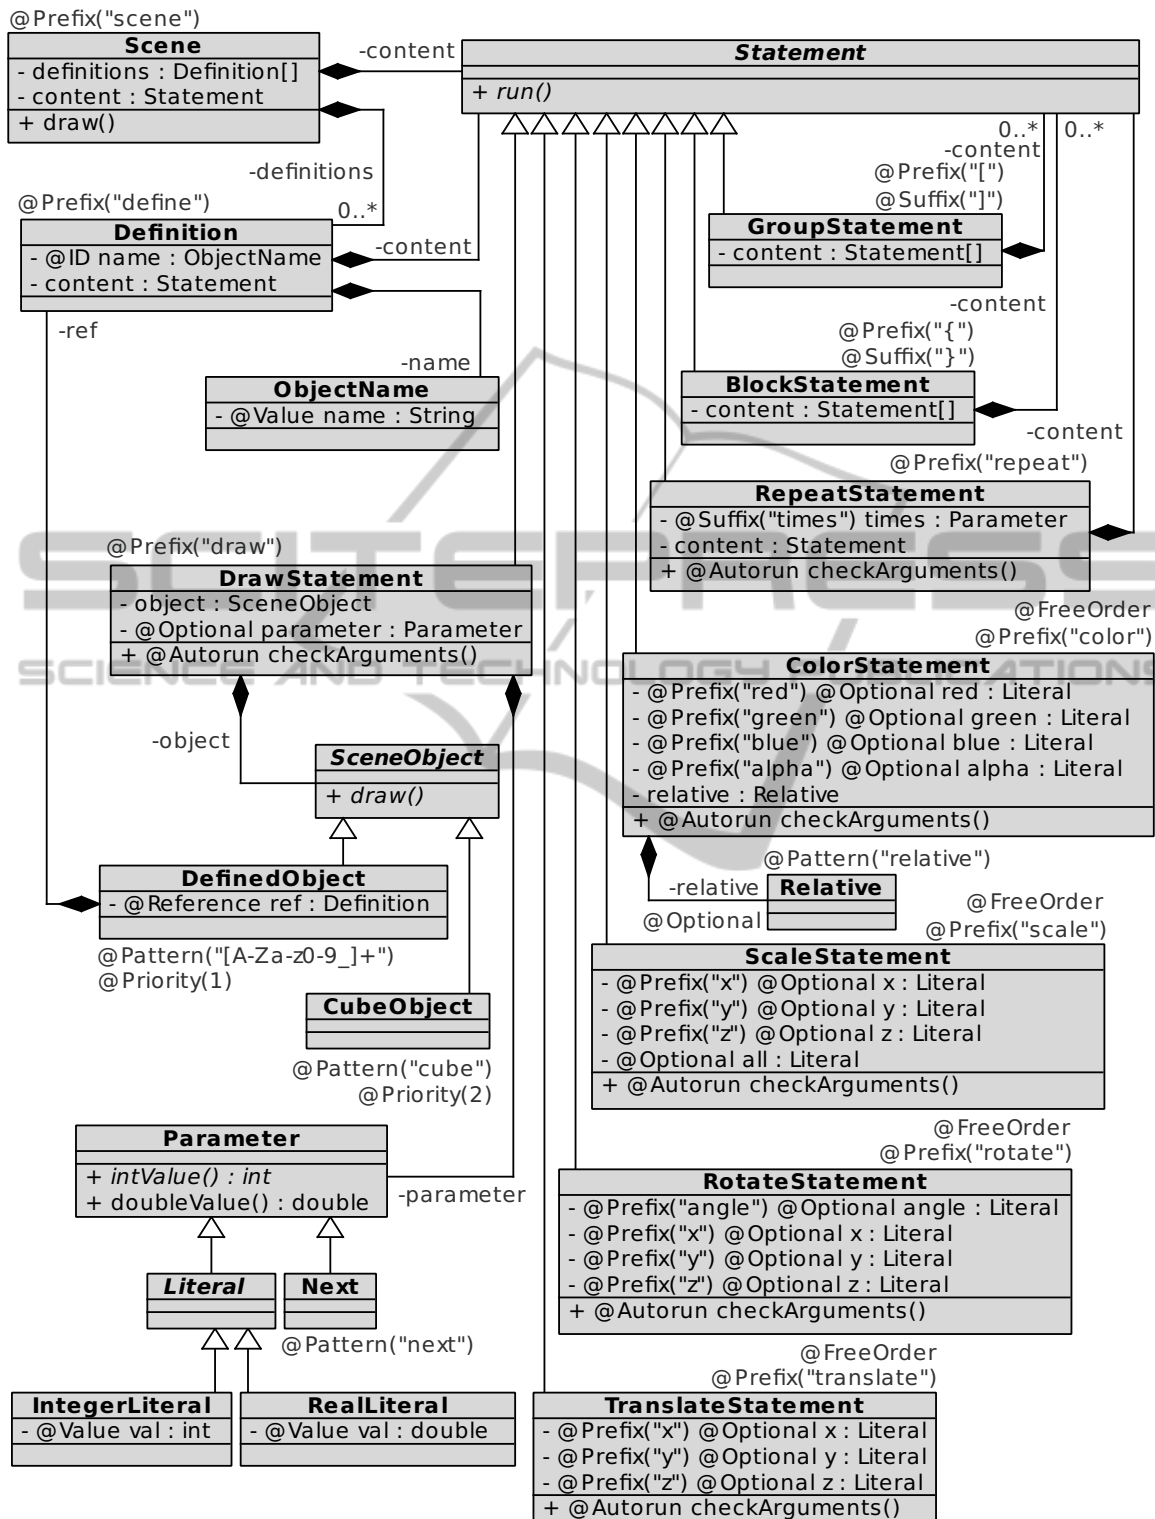 @Prefix("scene")
Scene
- definitions : Definition[]
- content : Statement
+ draw()
-content
Statement
+ run()
-definitions
0..*
@Prefix("define")
Definition
- @ID name : ObjectName
- content : Statement
-content
-ref
-name
ObjectName
- @Value name : String
0..*
0..*
-content
@Prefix("[")
@Suffix("]")
GroupStatement
- content : Statement[]
-content
@Prefix("{")
@Suffix("}")
BlockStatement
- content : Statement[]
-content
@Prefix("repeat")
RepeatStatement
- @Suffix("times") times : Parameter
- content : Statement
+ @Autorun checkArguments()
SCITEPRESS
SCIENCE AND TECHNOLOGY PUBLICATIONS
@Prefix("draw")
DrawStatement
- object : SceneObject
- @Optional parameter : Parameter
+ @Autorun checkArguments()
-object
SceneObject
+ draw()
DefinedObject
- @Reference ref : Definition
@Pattern("[A-Za-z0-9_]+")
@Priority(1)
CubeObject
@Pattern("cube")
@Priority(2)
Parameter
+ intValue() : int
+ doubleValue() : double
-parameter
Literal
Next
@Pattern("next")
IntegerLiteral
- @Value val : int
RealLiteral
- @Value val : double
@FreeOrder
@Prefix("color")
ColorStatement
- @Prefix("red") @Optional red : Literal
- @Prefix("green") @Optional green : Literal
- @Prefix("blue") @Optional blue : Literal
- @Prefix("alpha") @Optional alpha : Literal
- relative : Relative
+ @Autorun checkArguments()
@Pattern("relative")
-relative
@Optional
Relative
@FreeOrder
@Prefix("scale")
ScaleStatement
- @Prefix("x") @Optional x : Literal
- @Prefix("y") @Optional y : Literal
- @Prefix("z") @Optional z : Literal
- @Optional all : Literal
+ @Autorun checkArguments()
@FreeOrder
@Prefix("rotate")
RotateStatement
- @Prefix("angle") @Optional angle : Literal
- @Prefix("x") @Optional x : Literal
- @Prefix("y") @Optional y : Literal
- @Prefix("z") @Optional z : Literal
+ @Autorun checkArguments()
@FreeOrder
@Prefix("translate")
TranslateStatement
- @Prefix("x") @Optional x : Literal
- @Prefix("y") @Optional y : Literal
- @Prefix("z") @Optional z : Literal
+ @Autorun checkArguments()